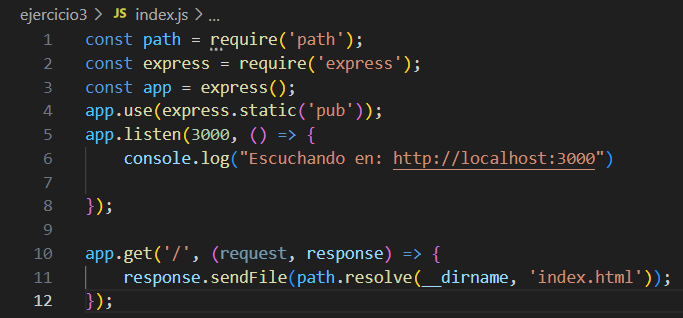 ejercicio3 > JS index.js > ...
1 const path = require('path');
2 const express = require('express');
3 const app = express();
4 app.use(express.static('pub'));
5 app.listen(3000, () => {
6     console.log("Escuchando en: http://localhost:3000")
7
8 });
9
10 app.get('/', (request, response) => {
11     response.sendFile(path.resolve(__dirname, 'index.html'));
12 });